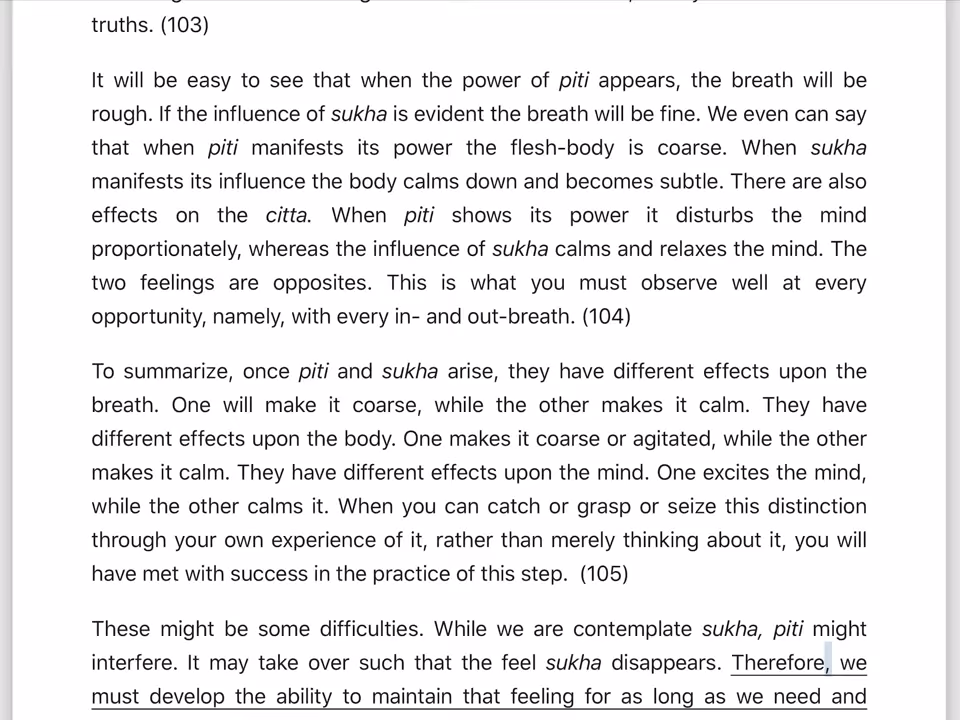 truths. (103)
It will be easy to see that when the power of piti appears, the breath will be
rough. If the influence of sukha is evident the breath will be fine. We even can say
that when piti manifests its power the flesh-body is coarse. When sukha
manifests its influence the body calms down and becomes subtle. There are also
effects on the citta. When piti shows its power it disturbs the mind
proportionately, whereas the influence of sukha calms and relaxes the mind. The
two feelings are opposites. This is what you must observe well at every
opportunity, namely, with every in- and out-breath. (104)
To summarize, once piti and sukha arise, they have different effects upon the
breath. One will make it coarse, while the other makes it calm. They have
different effects upon the body. One makes it coarse or agitated, while the other
makes it calm. They have different effects upon the mind. One excites the mind,
while the other calms it. When you can catch or grasp or seize this distinction
through your own experience of it, rather than merely thinking about it, you will
have met with success in the practice of this step. (105)
These might be some difficulties. While we are contemplate sukha, piti might
interfere. It may take over such that the feel sukha disappears. Therefore, we
must develop the ability to maintain that feeling for as long as we need and